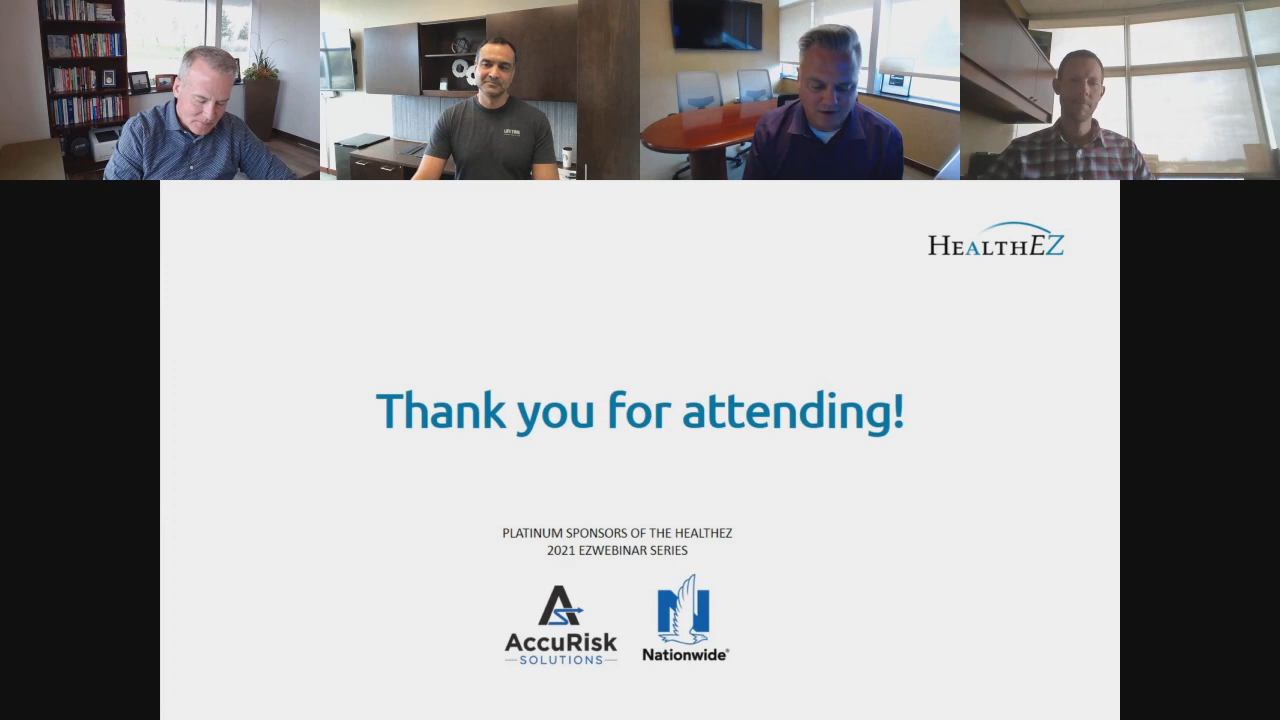 HEALTHEZ
Thank you for attending!
PLATINUM SPONSORS OF THE HEALTHEZ
2021 EZWEBINAR SERIES
AccuRisk
SOLUTIONS
Nationwide®